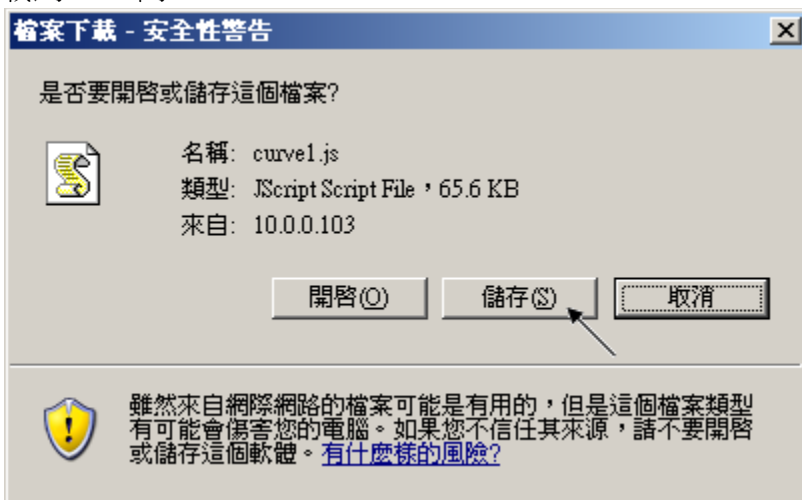 檔案下載 - 安全性警告
是否要開啓或儲存這個檔案?
名稱: curve1.js
類型: JScript Script File,65.6 KB
來自: 10.0.0.103
開啓(O) 儲存(S) 取消
雖然來自網際網路的檔案可能是有用的,但是這個檔案類型
有可能會傷害您的電腦。如果您不信任其來源,請不要開啓
或儲存這個軟體。有什麼樣的風險?